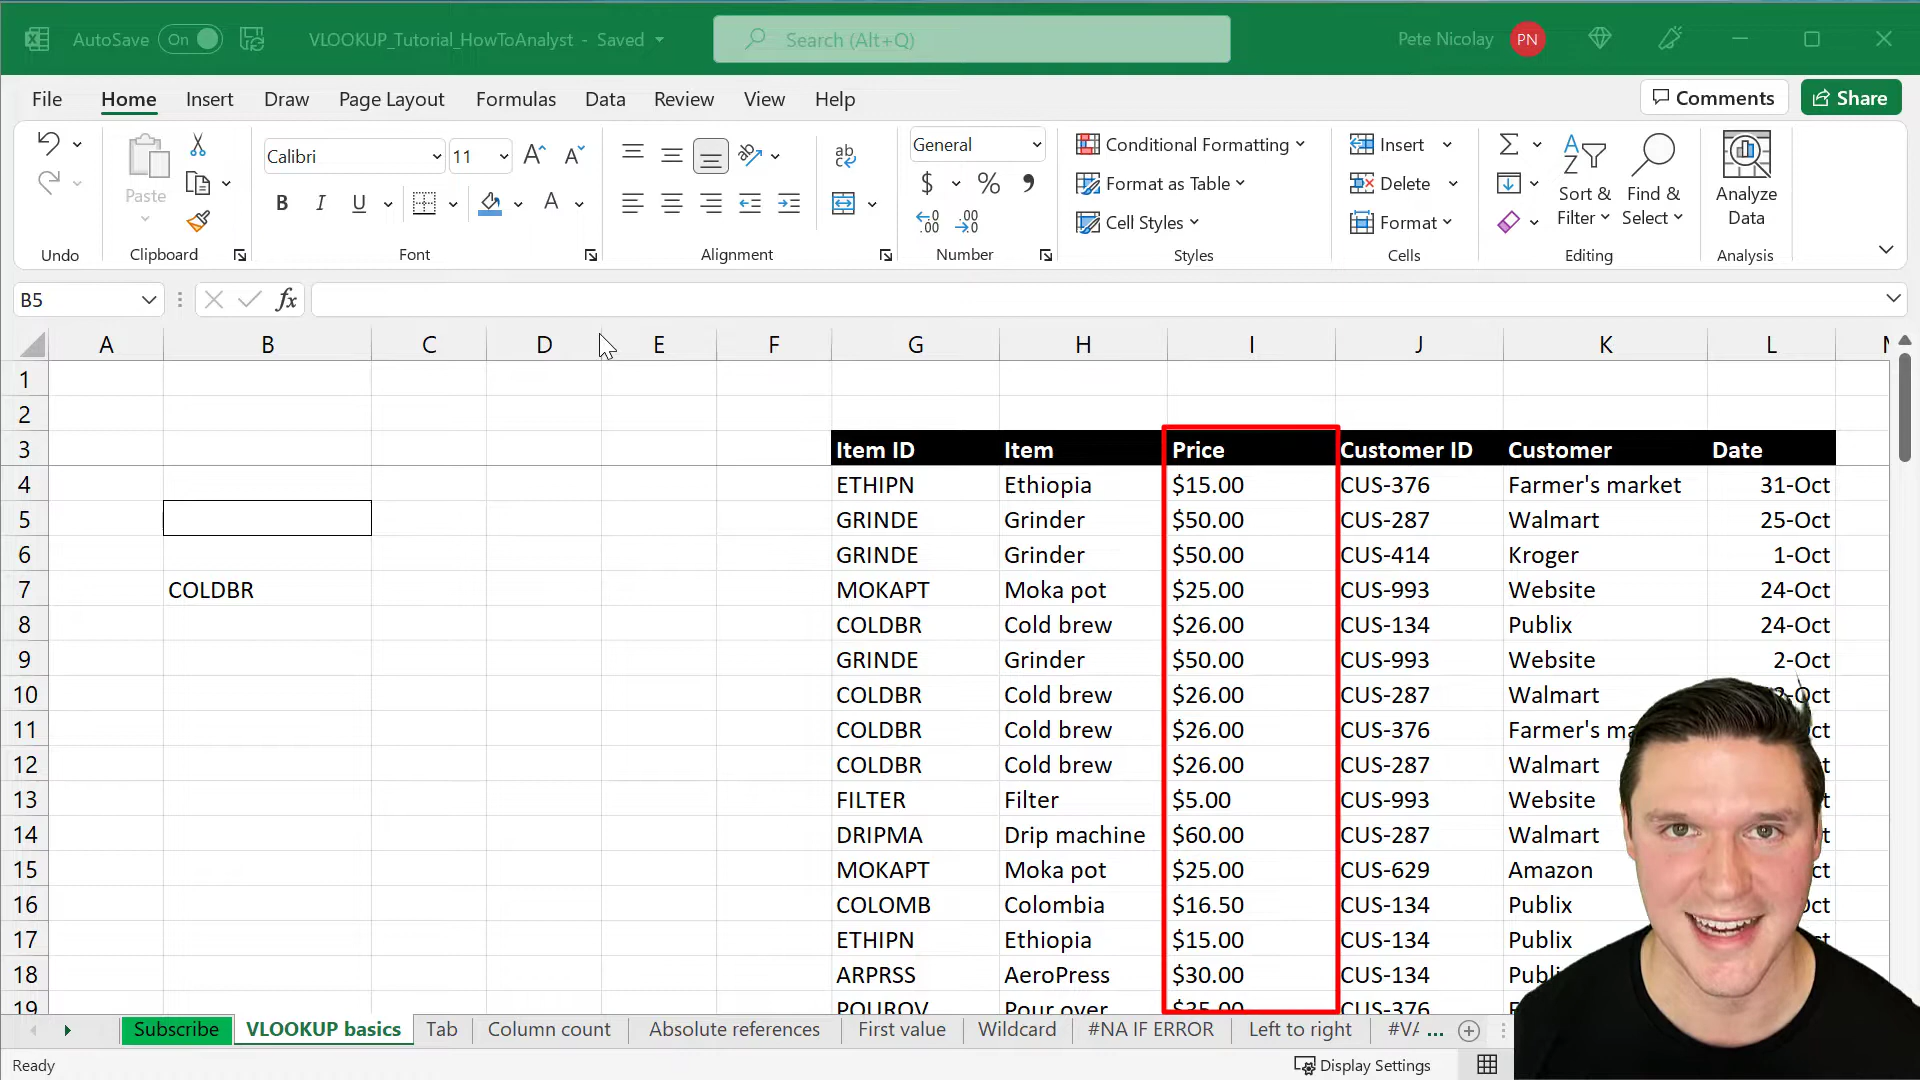 AutoSave On VLOOKUP_Tutorial_HowToAnalyst - Saved Search (Alt+Q) Pete Nicolay PN
File Home Insert Draw Page Layout Formulas Data Review View Help Comments Share
Calibri 11 ab General Conditional Formatting Insert
Paste $ % Format as Table Delete Sort & Find & Analyze
B I U A Cell Styles Format Filter Select Data
Undo Clipboard Font Alignment Number Styles Cells Editing Analysis
B5 fx
A B C D E F G H I J K L
1
2
3 Item ID Item Price Customer ID Customer Date
4 ETHIPN Ethiopia $15.00 CUS-376 Farmer's market 31-Oct
5 GRINDE Grinder $50.00 CUS-287 Walmart 25-Oct
6 GRINDE Grinder $50.00 CUS-414 Kroger 1-Oct
7 COLDBR MOKAPT Moka pot $25.00 CUS-993 Website 24-Oct
8 COLDBR Cold brew $26.00 CUS-134 Publix 24-Oct
9 GRINDE Grinder $50.00 CUS-993 Website 2-Oct
10 COLDBR Cold brew $26.00 CUS-287 Walmart
11 COLDBR Cold brew $26.00 CUS-376 Farmer's
12 COLDBR Cold brew $26.00 CUS-287 Walmart
13 FILTER Filter $5.00 CUS-993 Website
14 DRIPMA Drip machine $60.00 CUS-287 Walmart
15 MOKAPT Moka pot $25.00 CUS-629 Amazon
16 COLOMB Colombia $16.50 CUS-134 Publix
17 ETHIPN Ethiopia $15.00 CUS-134 Publix
18 ARPRSS AeroPress $30.00 CUS-134
19 POUROV Pour over $35.00 CUS-376
Subscribe VLOOKUP basics Tab Column count Absolute references First value Wildcard #NA IF ERROR Left to right #VA ...
Ready Display Settings